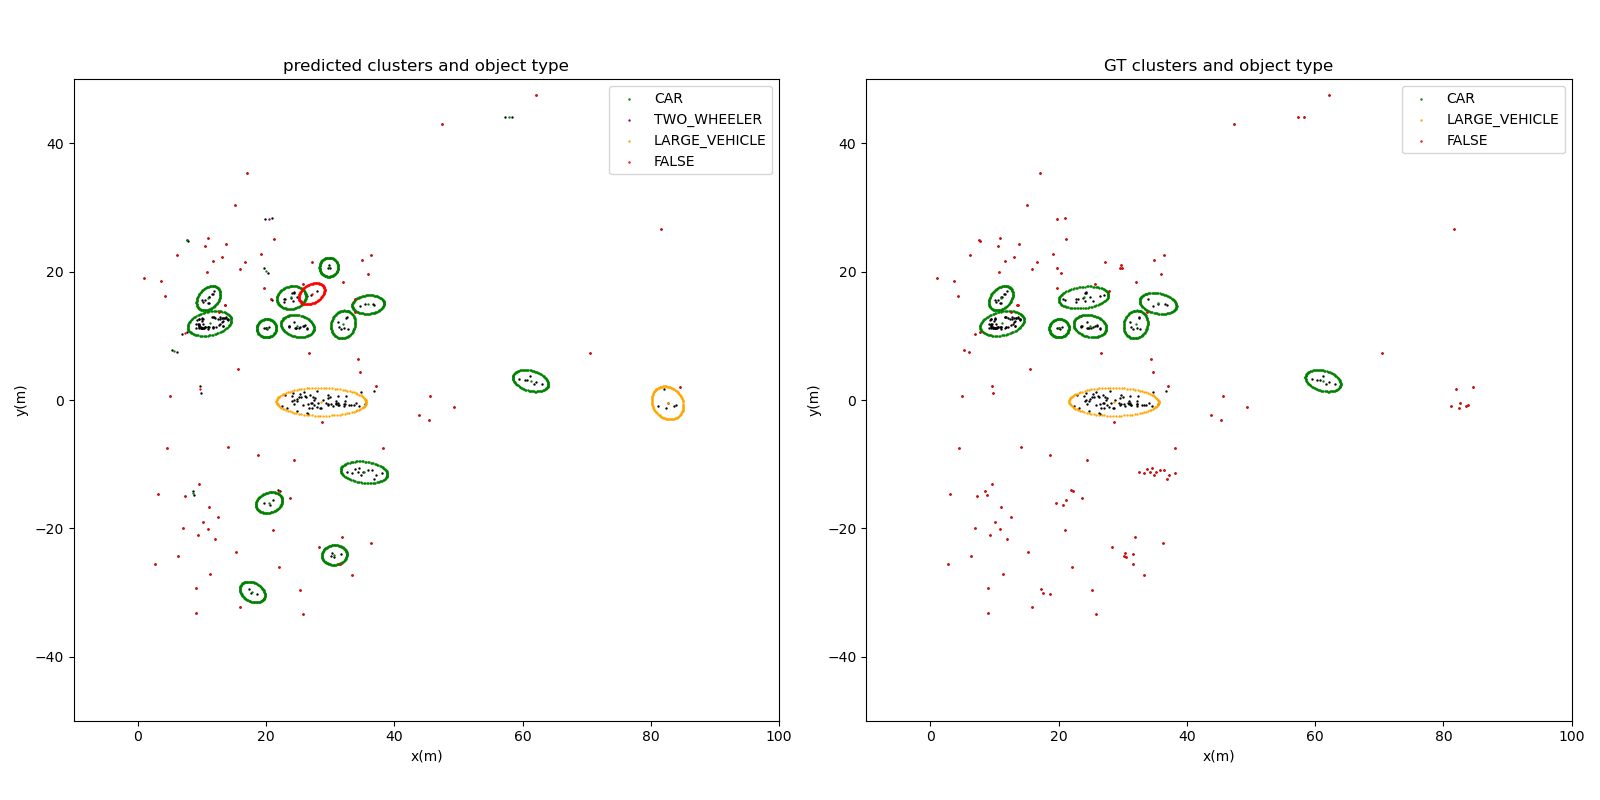 predicted clusters and object type
CAR
TWO_WHEELER
LARGE_VEHICLE
FALSE
40
20
0
−20
−40
y(m)
0
20
40
60
80
100
x(m)
GT clusters and object type
CAR
LARGE_VEHICLE
FALSE
40
20
0
−20
−40
y(m)
0
20
40
60
80
100
x(m)